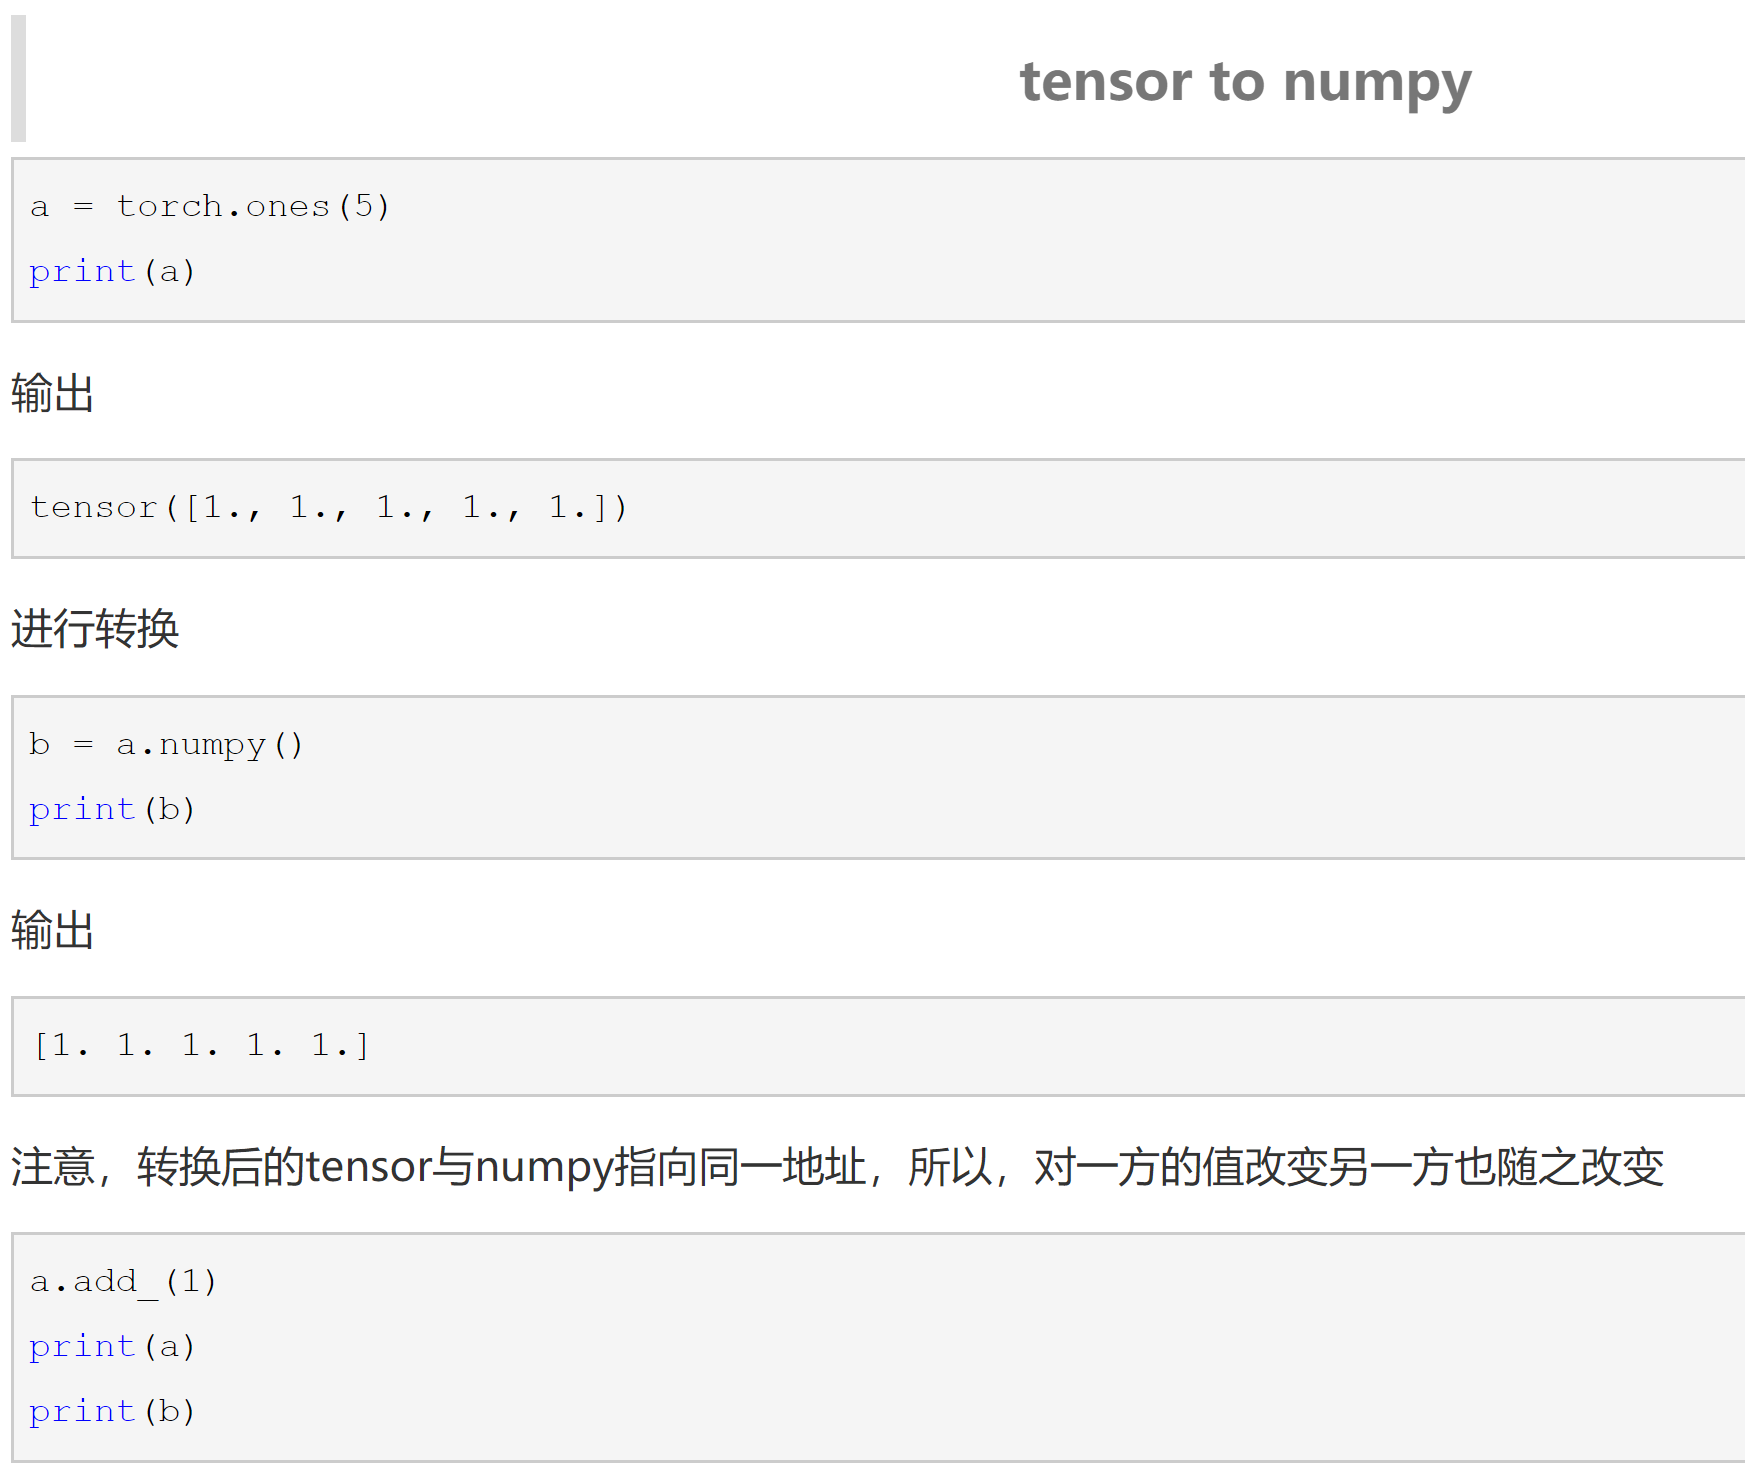 tensor to numpy
a = torch.ones(5)
print(a)
输出
tensor([1., 1., 1., 1., 1.])
进行转换
b = a.numpy()
print(b)
输出
[1. 1. 1. 1. 1.]
注意，转换后的tensor与numpy指向同一地址，所以，对一方的值改变另一方也随之改变
a.add_(1)
print(a)
print(b)